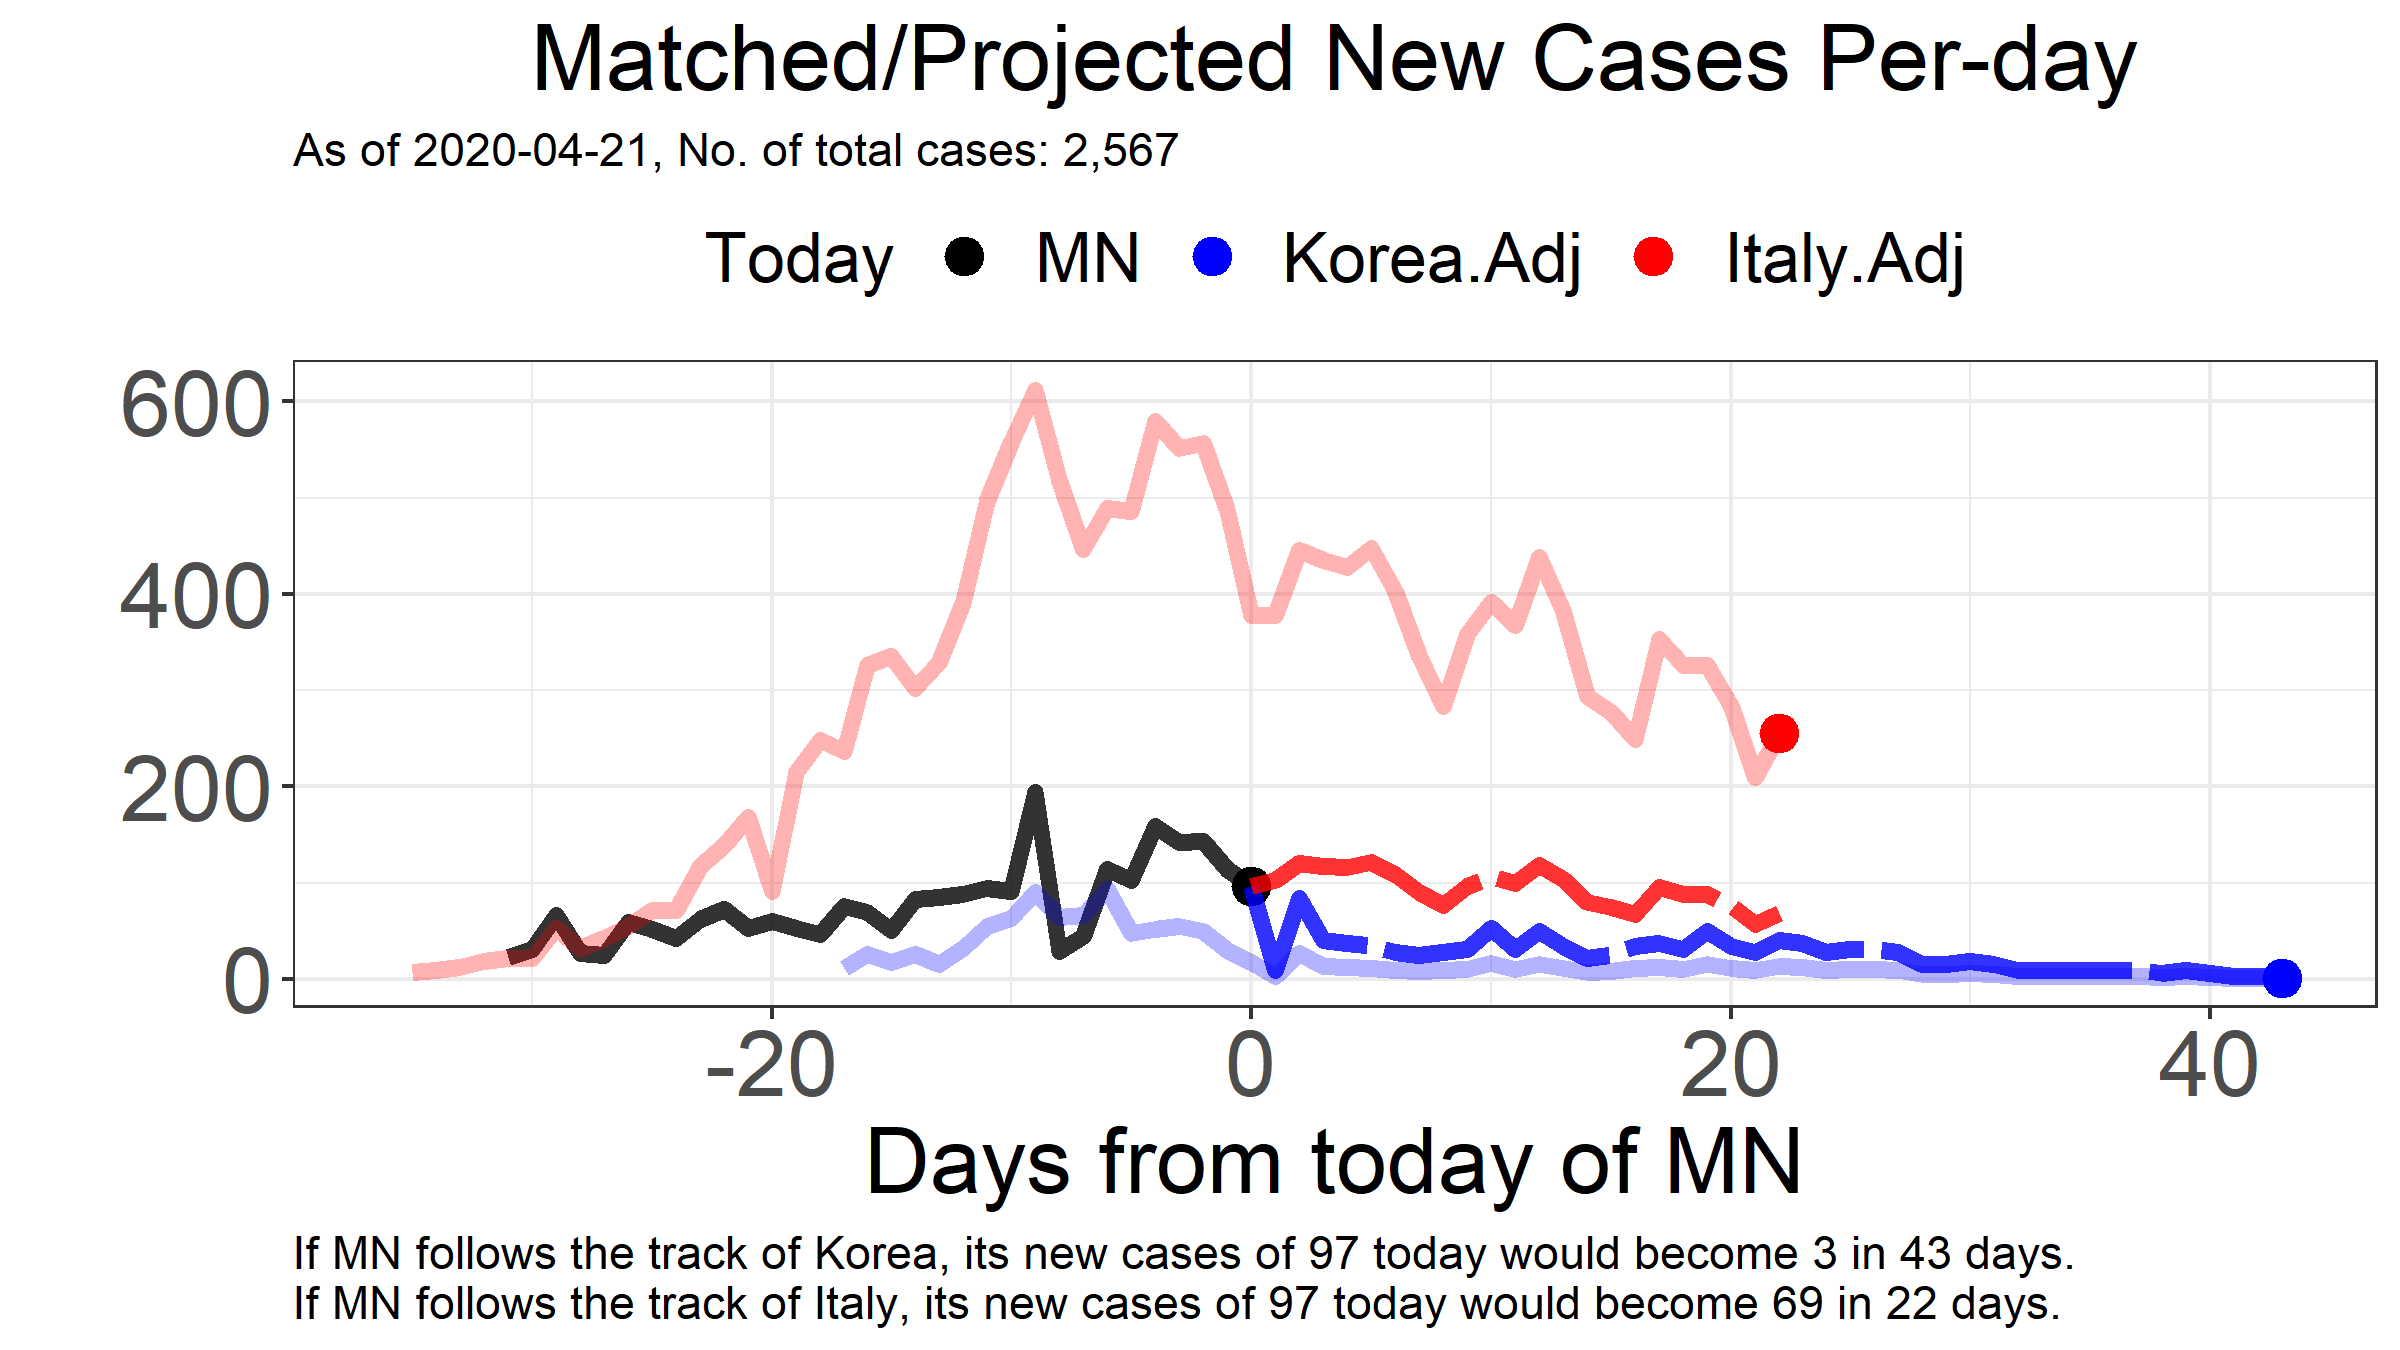 Matched/Projected New Cases Per-day
As of 2020-04-21, No. of total cases: 2,567
Today MN Korea.Adj Italy.Adj
600
400
200
0
-20 0 20 40
Days from today of MN
If MN follows the track of Korea, its new cases of 97 today would become 3 in 43 days.
If MN follows the track of Italy, its new cases of 97 today would become 69 in 22 days.